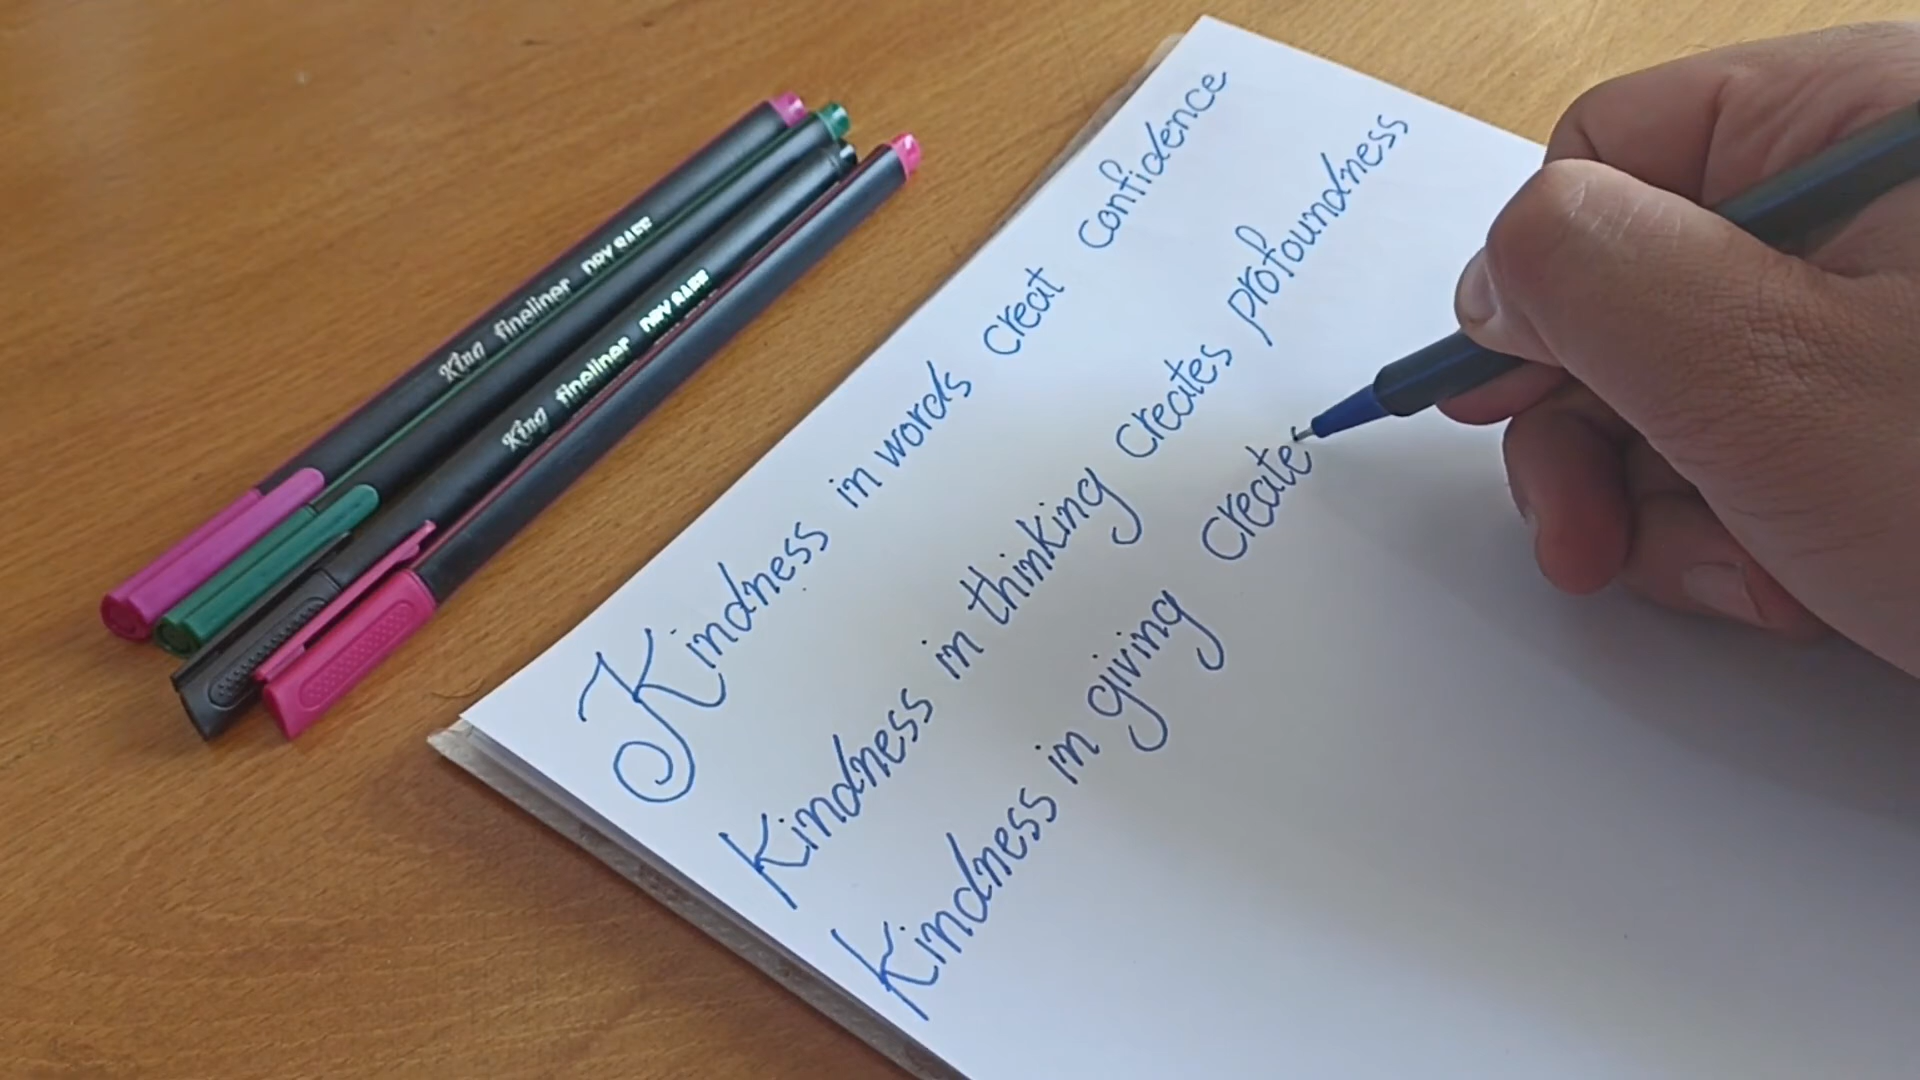 Kindness in words creat confidence
Kindness in thinking creates profoundness
Kindness in giving create
King fineliner DRY SAFE
King fineliner DRY SAFE